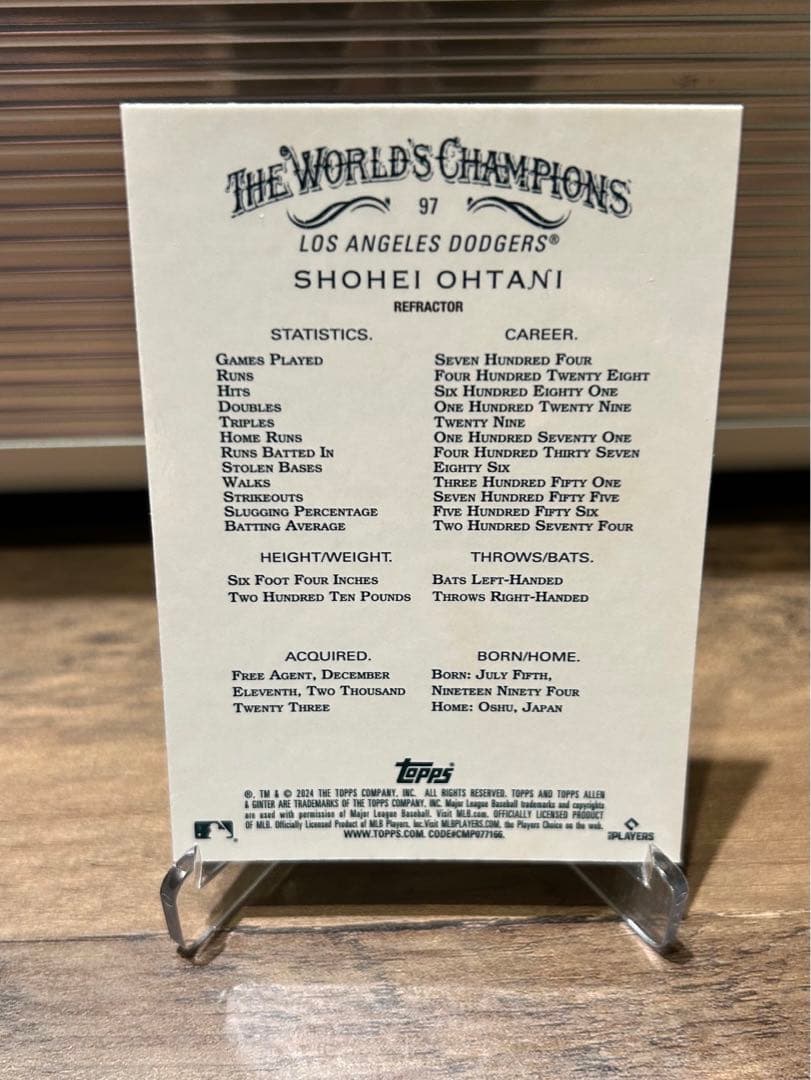 THE WORLD'S CHAMPIONS
97
LOS ANGELES DODGERS®
SHOHEI OHTANI
REFRACTOR
STATISTICS. CAREER.
GAMES PLAYED SEVEN HUNDRED FOUR
RUNS FOUR HUNDRED TWENTY EIGHT
HITS SIX HUNDRED EIGHTY ONE
DOUBLES ONE HUNDRED TWENTY NINE
TRIPLES TWENTY NINE
HOME RUNS ONE HUNDRED SEVENTY ONE
RUNS BATTED IN FOUR HUNDRED THIRTY SEVEN
STOLEN BASES EIGHTY SIX
WALKS THREE HUNDRED FIFTY ONE
STRIKEOUTS SEVEN HUNDRED FIFTY FIVE
SLUGGING PERCENTAGE FIVE HUNDRED FIFTY SIX
BATTING AVERAGE TWO HUNDRED SEVENTY FOUR
HEIGHT/WEIGHT. THROWS/BATS.
SIX FOOT FOUR INCHES BATS LEFT-HANDED
TWO HUNDRED TEN POUNDS THROWS RIGHT-HANDED
ACQUIRED. BORN/HOME.
FREE AGENT, DECEMBER BORN: JULY FIFTH,
ELEVENTH, TWO THOUSAND NINETEEN NINETY FOUR
TWENTY THREE HOME: OSHU, JAPAN
Topps
®, TM & © 2024 THE TOPPS COMPANY, INC. ALL RIGHTS RESERVED. TOPPS AND TOPPS ALLEN
& GINTER ARE TRADEMARKS OF THE TOPPS COMPANY, INC. Major League Baseball trademarks and copyrights
are used with permission of Major League Baseball. Visit MLB.com. OFFICIALLY LICENSED PRODUCT
OF MLB. Officially Licensed Product of MLB Players, Inc. Visit MLBPLAYERS.COM, the Players Choice on the web.
WWW.TOPPS.COM. CODE#CMP077166.
PLAYERS